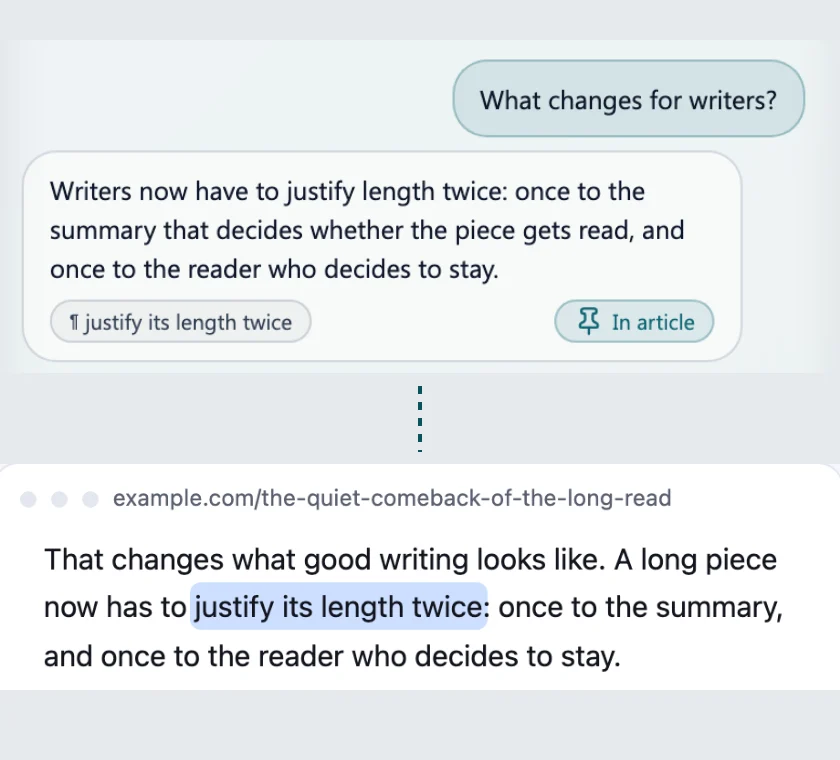 What changes for writers?
Writers now have to justify length twice: once to the
summary that decides whether the piece gets read, and
once to the reader who decides to stay.
¶ justify its length twice
In article
example.com/the-quiet-comeback-of-the-long-read
That changes what good writing looks like. A long piece
now has to justify its length twice: once to the summary,
and once to the reader who decides to stay.